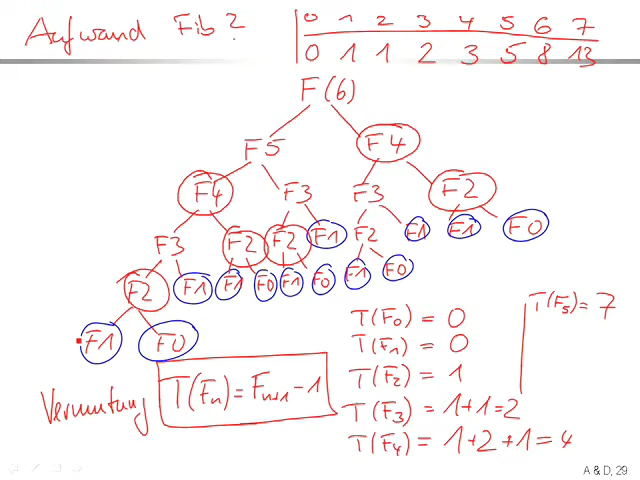 Aufwand Fib?
0 1 2 3 4 5 6 7
0 1 1 2 3 5 8 13
F(6)
F5 F4
F4 F3 F3 F2
F3 F2 F2 F1 F2 F1 F1 F0
F2 F1 F1 F0 F1 F0 F1 F0
F1 F0
Vermutung
T(Fn) = Fn+1 - 1
T(F0) = 0
T(F1) = 0
T(F2) = 1
T(F3) = 1+1=2
T(F4) = 1+2+1=4
T(F5) = 7
A & D, 29